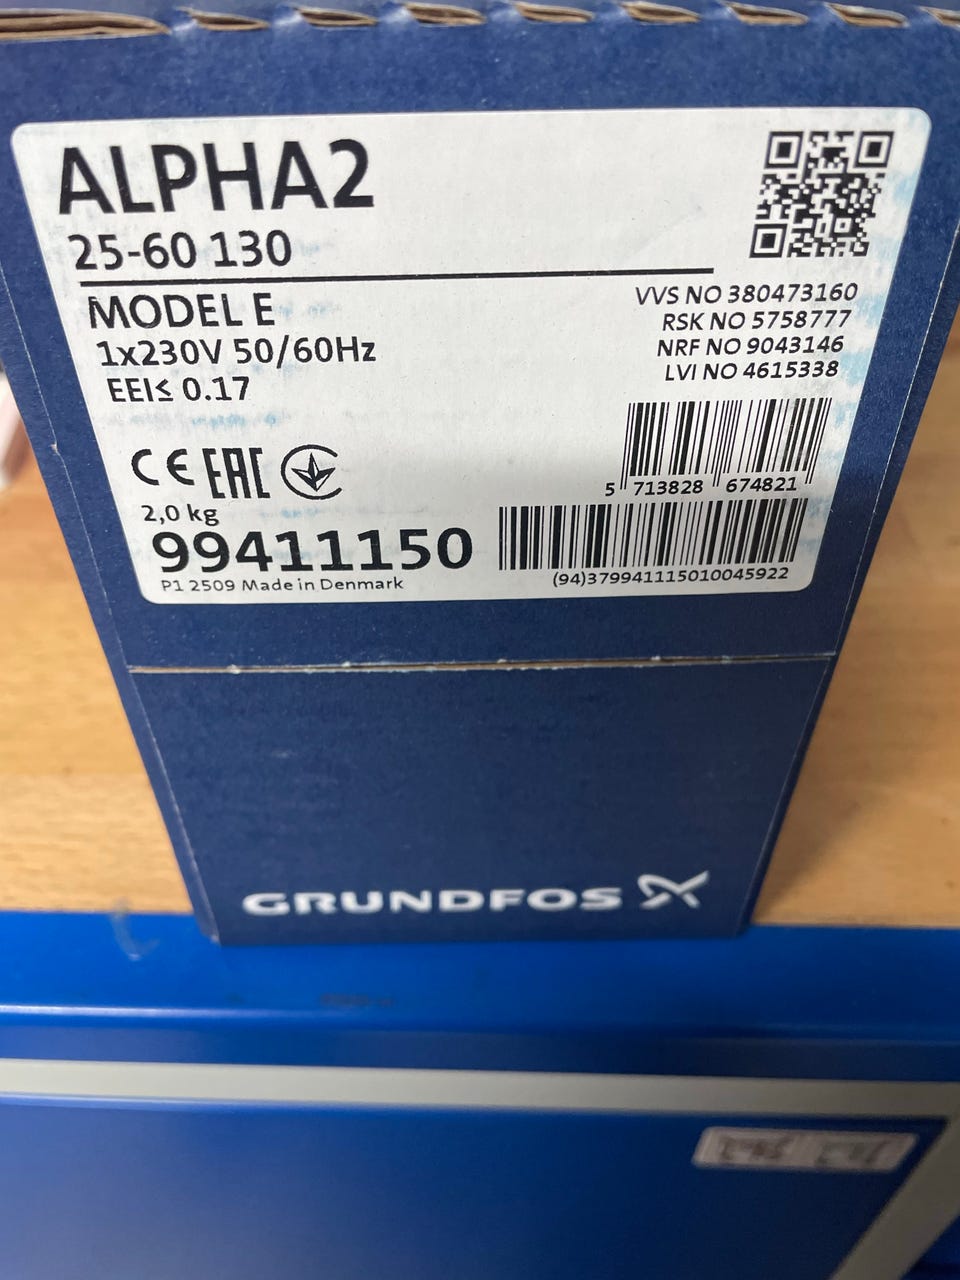 ALPHA2
25-60 130
MODEL E
1x230V 50/60Hz
EEI≤ 0.17
VVS NO 380473160
RSK NO 5758777
NRF NO 9043146
LVI NO 4615338
5 713828 674821
CE EAC
2,0 kg
99411150
(94)3799411115010045922
P1 2509 Made in Denmark
GRUNDFOS